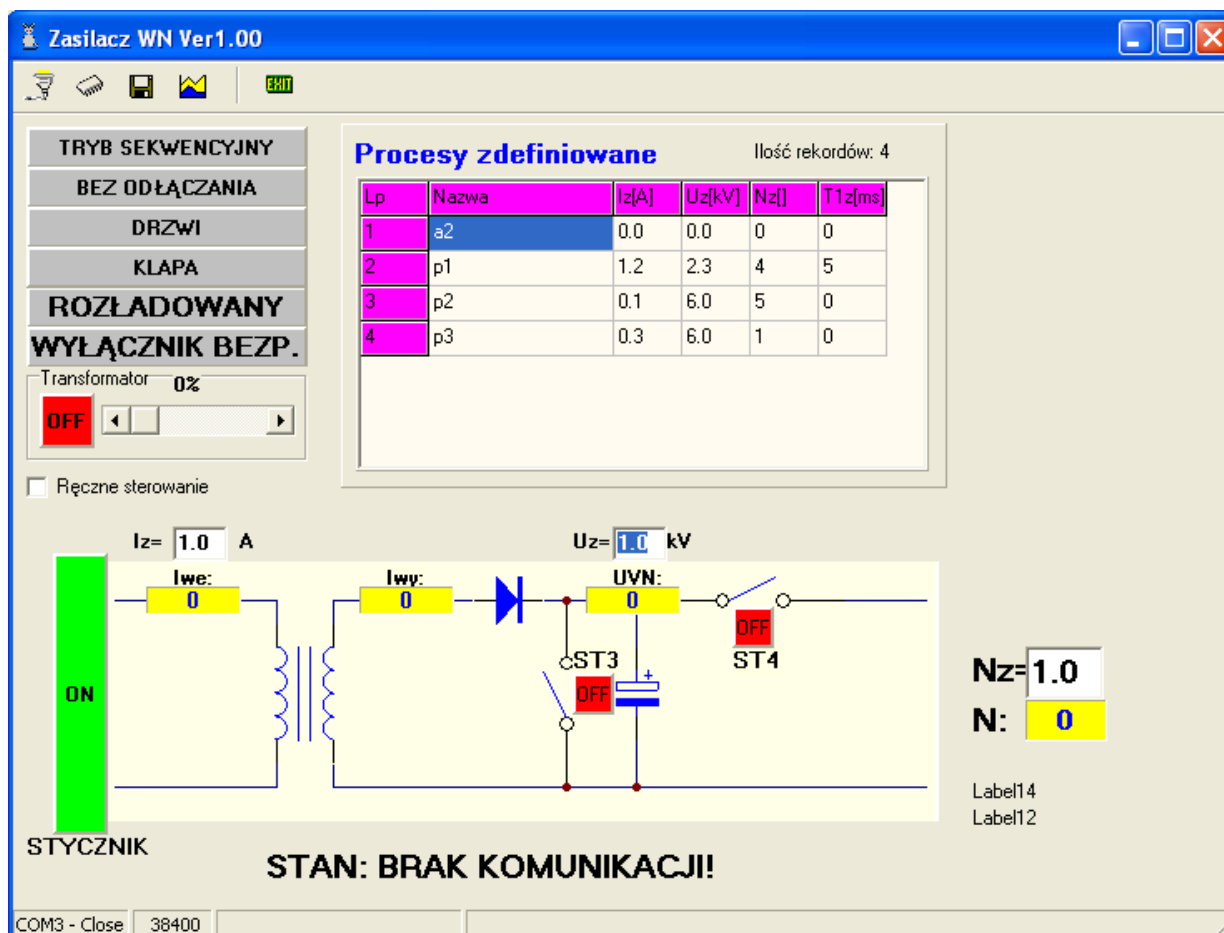 Zasilacz WN Ver1.00
EXIT
TRYB SEKWENCYJNY
BEZ ODŁĄCZANIA
DRZWI
KLAPA
ROZŁADOWANY
WYŁĄCZNIK BEZP.
Transformator 0%
OFF
Ręczne sterowanie
Procesy zdefiniowane Ilość rekordów: 4
Lp Nazwa Iz[A] Uz[kV] Nz[] T1z[ms]
1 a2 0.0 0.0 0 0
2 p1 1.2 2.3 4 5
3 p2 0.1 6.0 5 0
4 p3 0.3 6.0 1 0
Iz= 1.0 A Uz= 1.0 kV
Iwe: Iwy: UVN:
0 0 0
OFF
ST3 ST4
OFF +
ON
Nz= 1.0
N: 0
Label14
Label12
STYCZNIK
STAN: BRAK KOMUNIKACJI!
COM3 - Close 38400